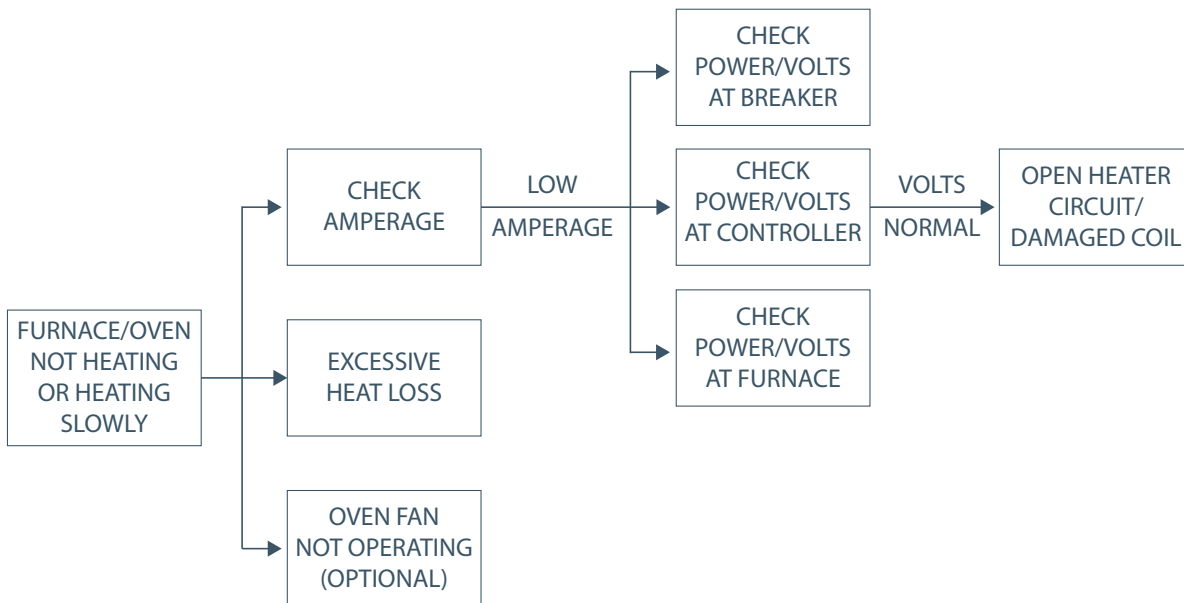 FURNACE/OVEN
NOT HEATING
OR HEATING
SLOWLY
CHECK
AMPERAGE
EXCESSIVE
HEAT LOSS
OVEN FAN
NOT OPERATING
(OPTIONAL)
LOW
AMPERAGE
CHECK
POWER/VOLTS
AT BREAKER
CHECK
POWER/VOLTS
AT CONTROLLER
CHECK
POWER/VOLTS
AT FURNACE
VOLTS
NORMAL
OPEN HEATER
CIRCUIT/
DAMAGED COIL